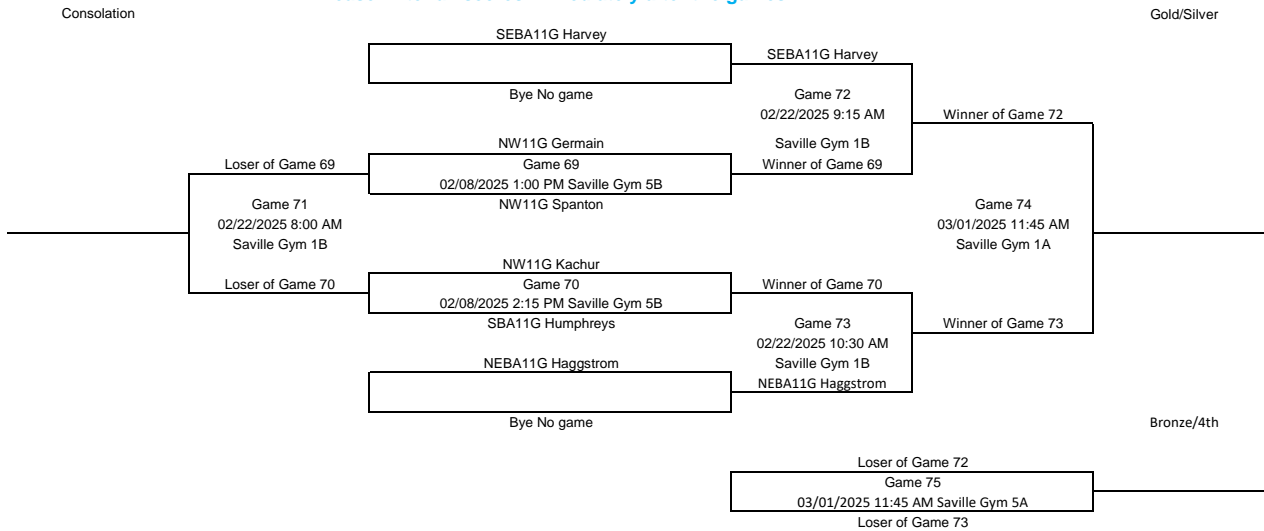 Consolation
Gold/Silver
SEBA11G Harvey
SEBA11G Harvey
Bye No game
Game 72
02/22/2025 9:15 AM
Saville Gym 1B
Winner of Game 72
NW11G Germain
Loser of Game 69
Game 69
Winner of Game 69
02/08/2025 1:00 PM Saville Gym 5B
NW11G Spanton
Game 71
02/22/2025 8:00 AM
Saville Gym 1B
Game 74
03/01/2025 11:45 AM
Saville Gym 1A
NW11G Kachur
Loser of Game 70
Game 70
Winner of Game 70
02/08/2025 2:15 PM Saville Gym 5B
SBA11G Humphreys
Game 73
02/22/2025 10:30 AM
Saville Gym 1B
Winner of Game 73
NEBA11G Haggstrom
NEBA11G Haggstrom
Bye No game
Bronze/4th
Loser of Game 72
Game 75
03/01/2025 11:45 AM Saville Gym 5A
Loser of Game 73